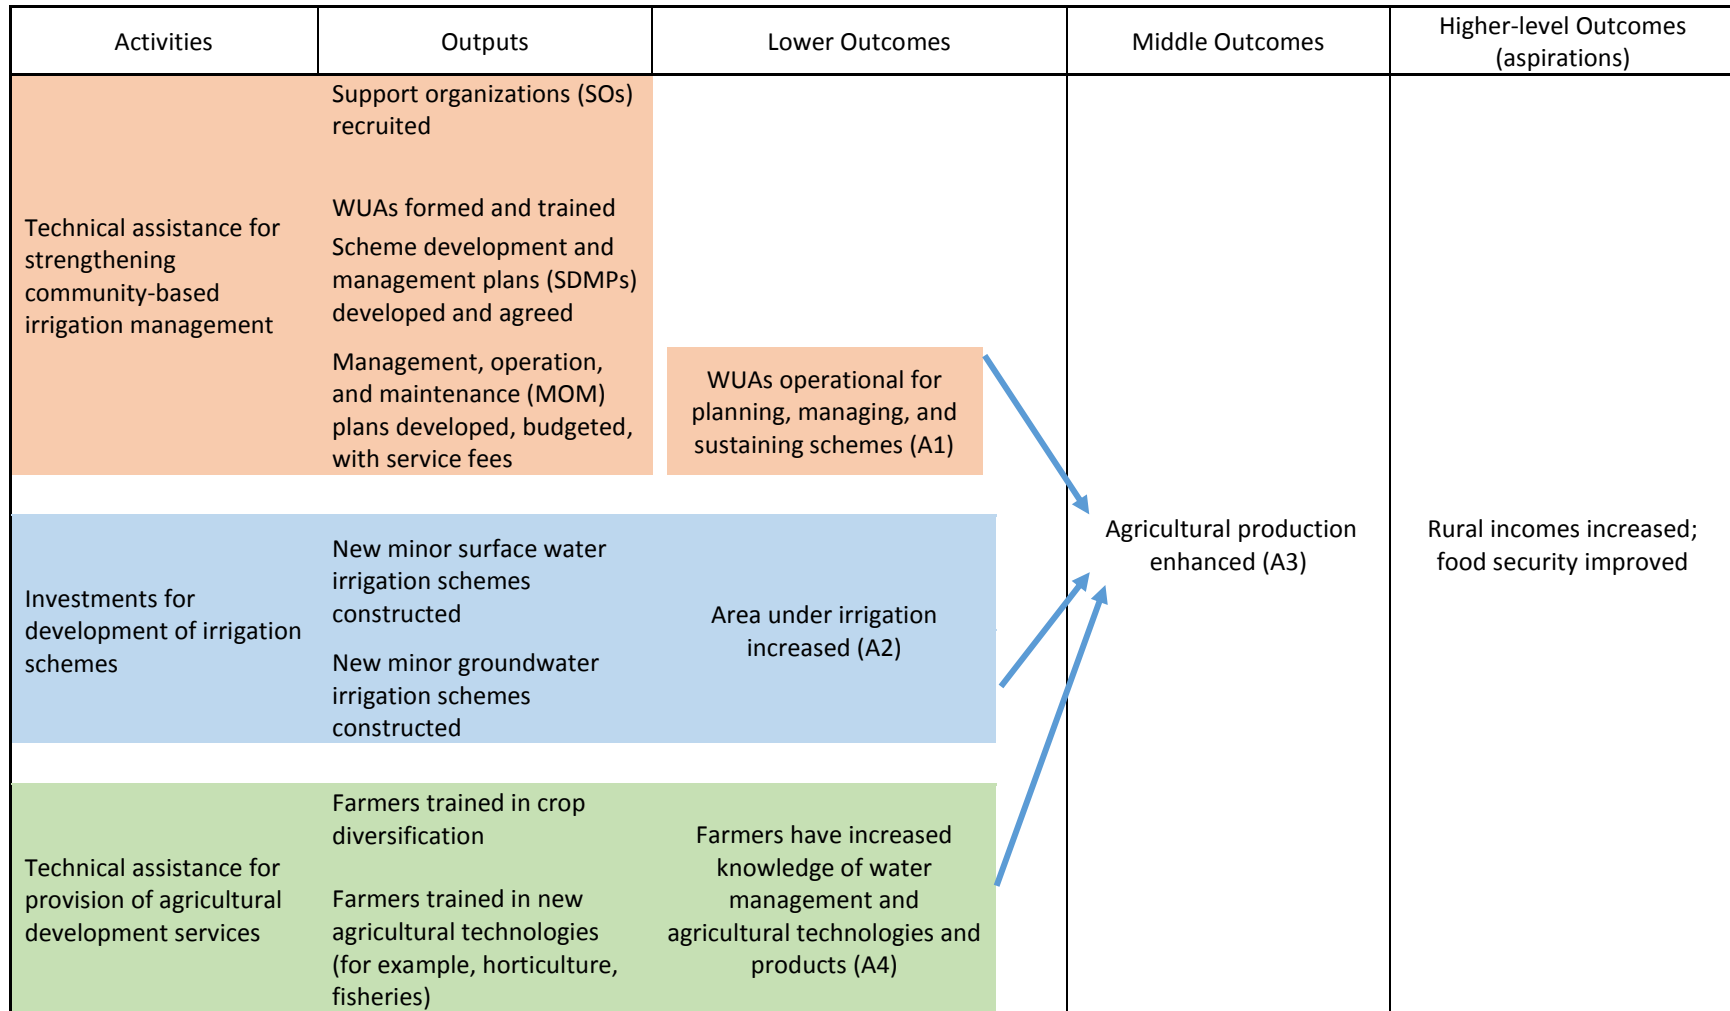 Activities
Outputs
Lower Outcomes
Middle Outcomes
Higher-level Outcomes
(aspirations)
Technical assistance for
strengthening
community-based
irrigation management
Support organizations (SOs)
recruited
WUAs formed and trained
Scheme development and
management plans (SDMPs)
developed and agreed
Management, operation,
and maintenance (MOM)
plans developed, budgeted,
with service fees
WUAs operational for
planning, managing, and
sustaining schemes (A1)
Investments for
development of irrigation
schemes
New minor surface water
irrigation schemes
constructed
New minor groundwater
irrigation schemes
constructed
Area under irrigation
increased (A2)
Technical assistance for
provision of agricultural
development services
Farmers trained in crop
diversification
Farmers trained in new
agricultural technologies
(for example, horticulture,
fisheries)
Farmers have increased
knowledge of water
management and
agricultural technologies and
products (A4)
Agricultural production
enhanced (A3)
Rural incomes increased;
food security improved